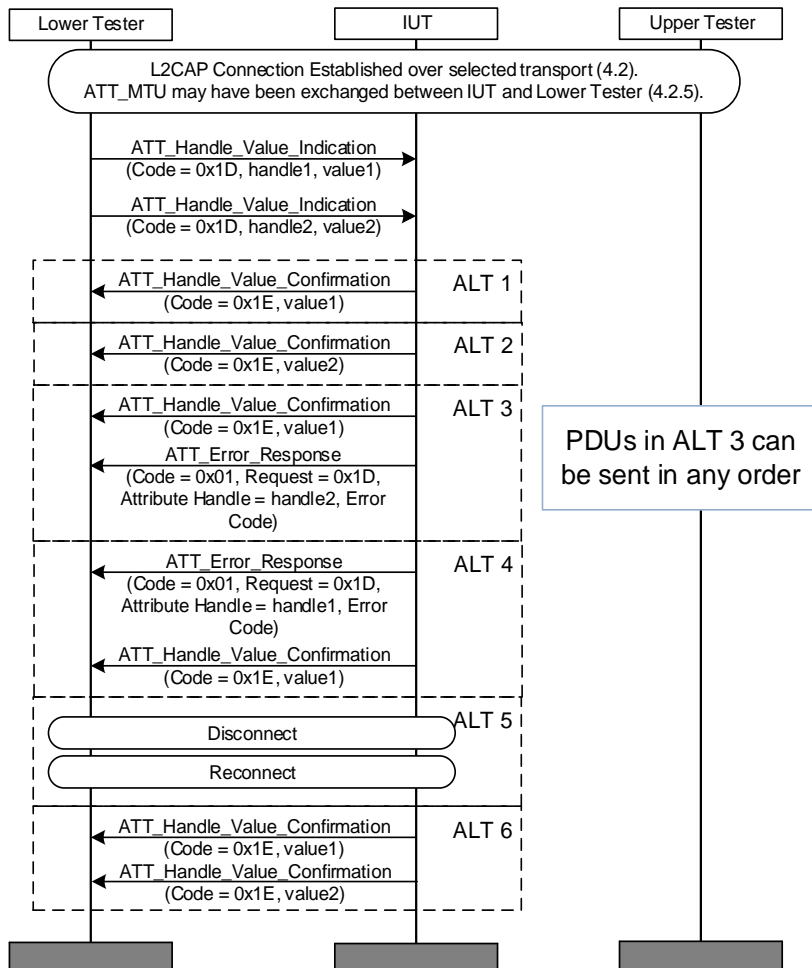 Lower Tester
IUT
Upper Tester
L2CAP Connection Established over selected transport (4.2).
ATT_MTU may have been exchanged between IUT and Lower Tester (4.2.5).
ATT_Handle_Value_Indication
(Code = 0x1D, handle1, value1)
ATT_Handle_Value_Indication
(Code = 0x1D, handle2, value2)
ALT 1
ATT_Handle_Value_Confirmation
(Code = 0x1E, value1)
ALT 2
ATT_Handle_Value_Confirmation
(Code = 0x1E, value2)
ALT 3
ATT_Handle_Value_Confirmation
(Code = 0x1E, value1)
ATT_Error_Response
(Code = 0x01, Request = 0x1D,
Attribute Handle = handle2, Error
Code)
PDUs in ALT 3 can
be sent in any order
ALT 4
ATT_Error_Response
(Code = 0x01, Request = 0x1D,
Attribute Handle = handle1, Error
Code)
ATT_Handle_Value_Confirmation
(Code = 0x1E, value1)
ALT 5
Disconnect
Reconnect
ALT 6
ATT_Handle_Value_Confirmation
(Code = 0x1E, value1)
ATT_Handle_Value_Confirmation
(Code = 0x1E, value2)